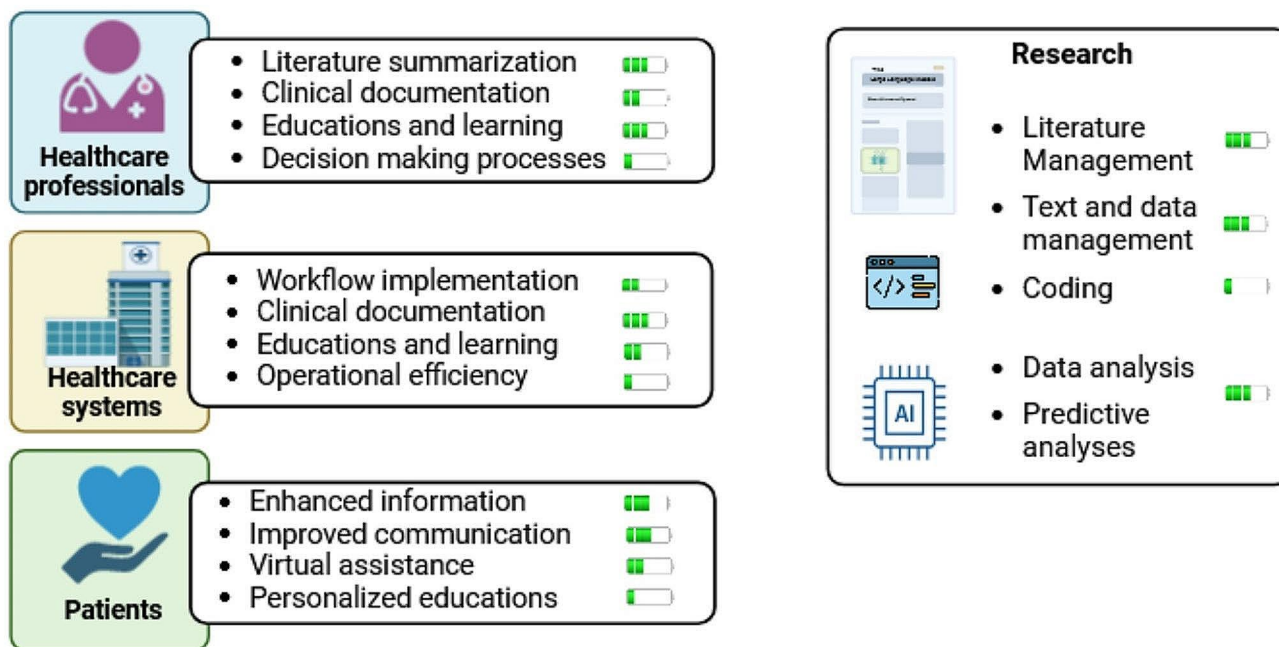 Healthcare
professionals
Literature summarization
Clinical documentation
Educations and learning
Decision making processes
Healthcare
systems
Workflow implementation
Clinical documentation
Educations and learning
Operational efficiency
Patients
Enhanced information
Improved communication
Virtual assistance
Personalized educations
Research
Literature
Management
Text and data
management
</>
Coding
AI
Data analysis
Predictive
analyses